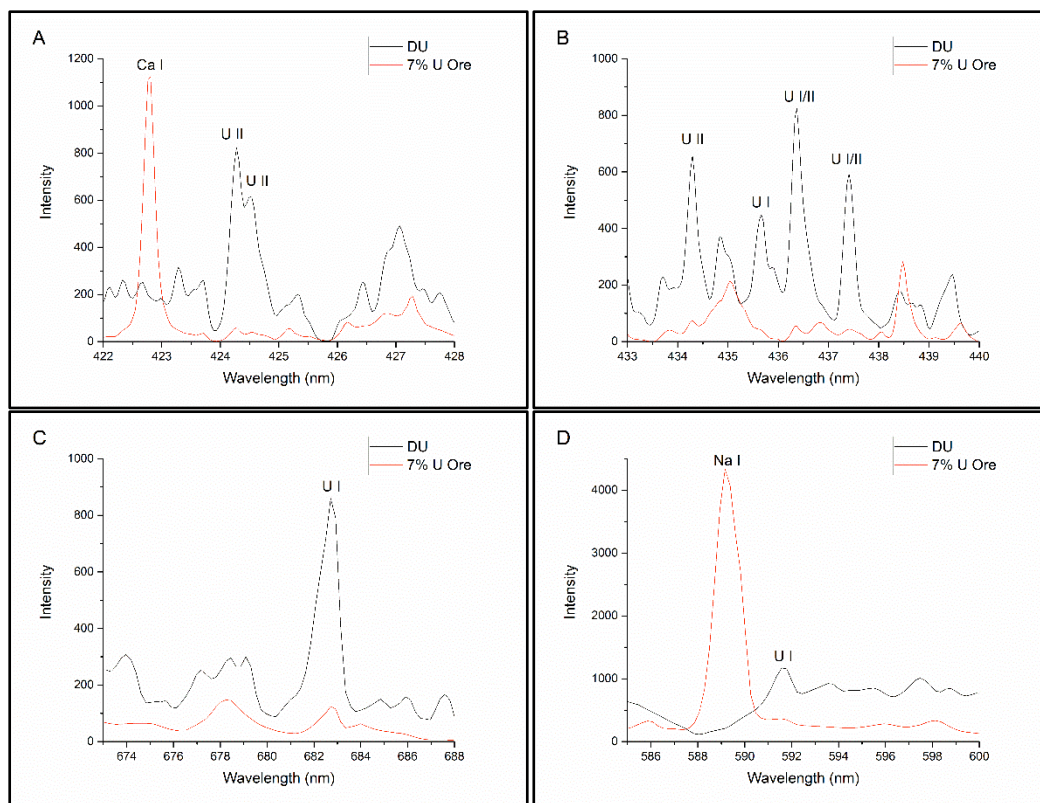 A
DU
7% U Ore
Ca I
U II
U II
Intensity
1200
1000
800
600
400
200
0
422 423 424 425 426 427 428
Wavelength (nm)
B
DU
7% U Ore
U I/II
U II
U I/II
U I
Intensity
1000
800
600
400
200
0
433 434 435 436 437 438 439 440
Wavelength (nm)
C
DU
7% U Ore
U I
Intensity
1000
800
600
400
200
0
674 676 678 680 682 684 686 688
Wavelength (nm)
D
DU
7% U Ore
Na I
U I
Intensity
4000
3000
2000
1000
0
586 588 590 592 594 596 598 600
Wavelength (nm)